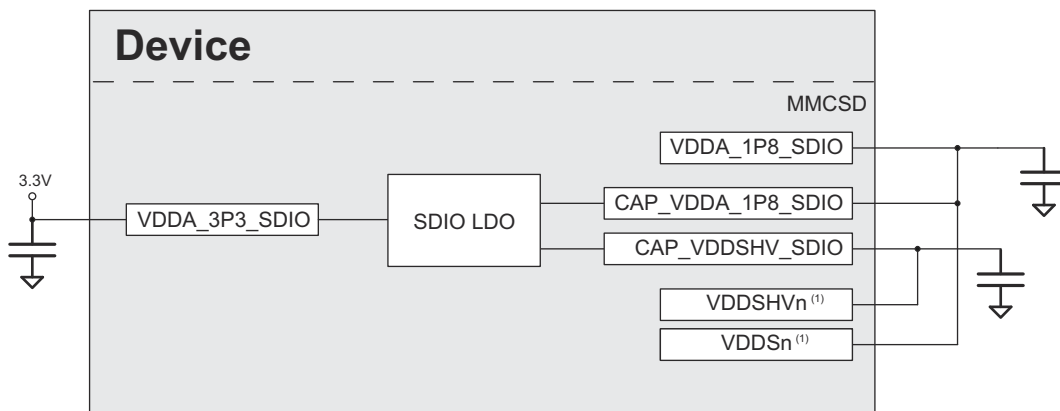 Device
MMCSD
VDDA_1P8_SDIO
3.3V
CAP_VDDA_1P8_SDIO
VDDA_3P3_SDIO
SDIO LDO
CAP_VDDSHV_SDIO
VDDSHVn (1)
VDDSn (1)